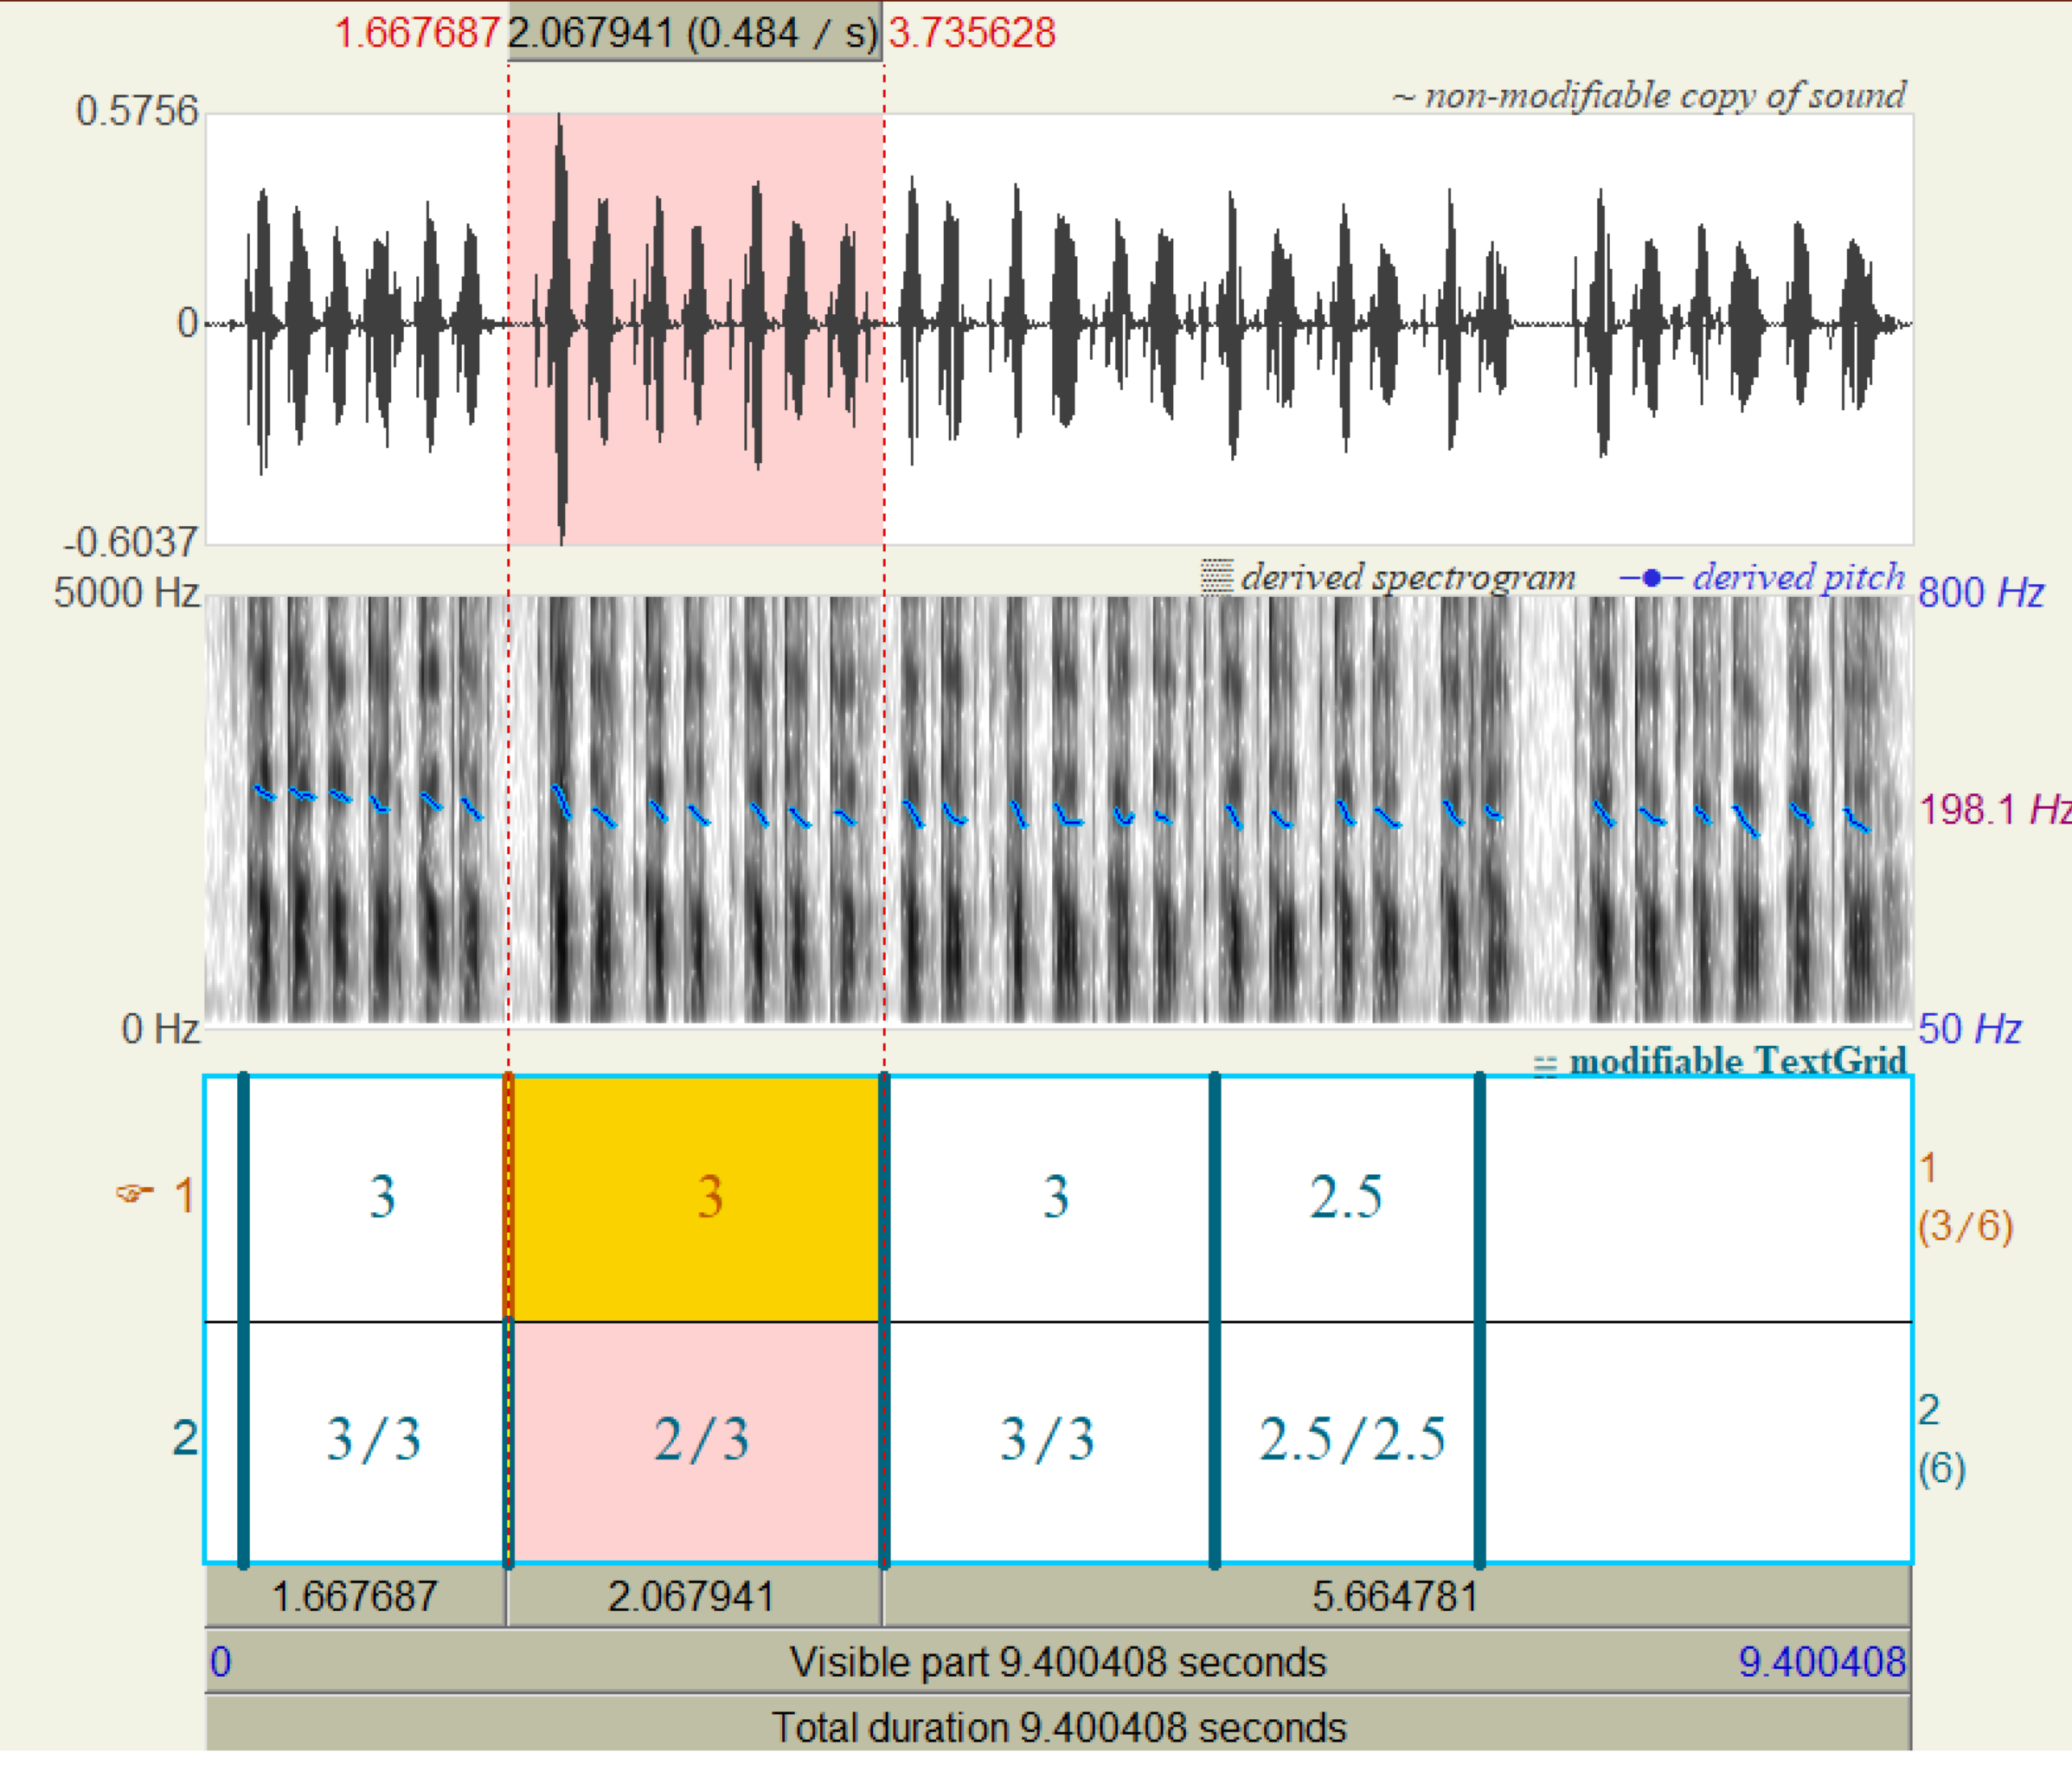 1.667687 2.067941 (0.484 / s) 3.735628
~ non-modifiable copy of sound
0.5756
0
-0.6037
derived spectrogram derived pitch
5000 Hz 800 Hz
198.1 Hz
0 Hz 50 Hz
modifiable TextGrid
1 3 3 3 2.5 1
(3/6)
2 3/3 2/3 3/3 2.5/2.5 2
(6)
1.667687 2.067941 5.664781
0 Visible part 9.400408 seconds 9.400408
Total duration 9.400408 seconds